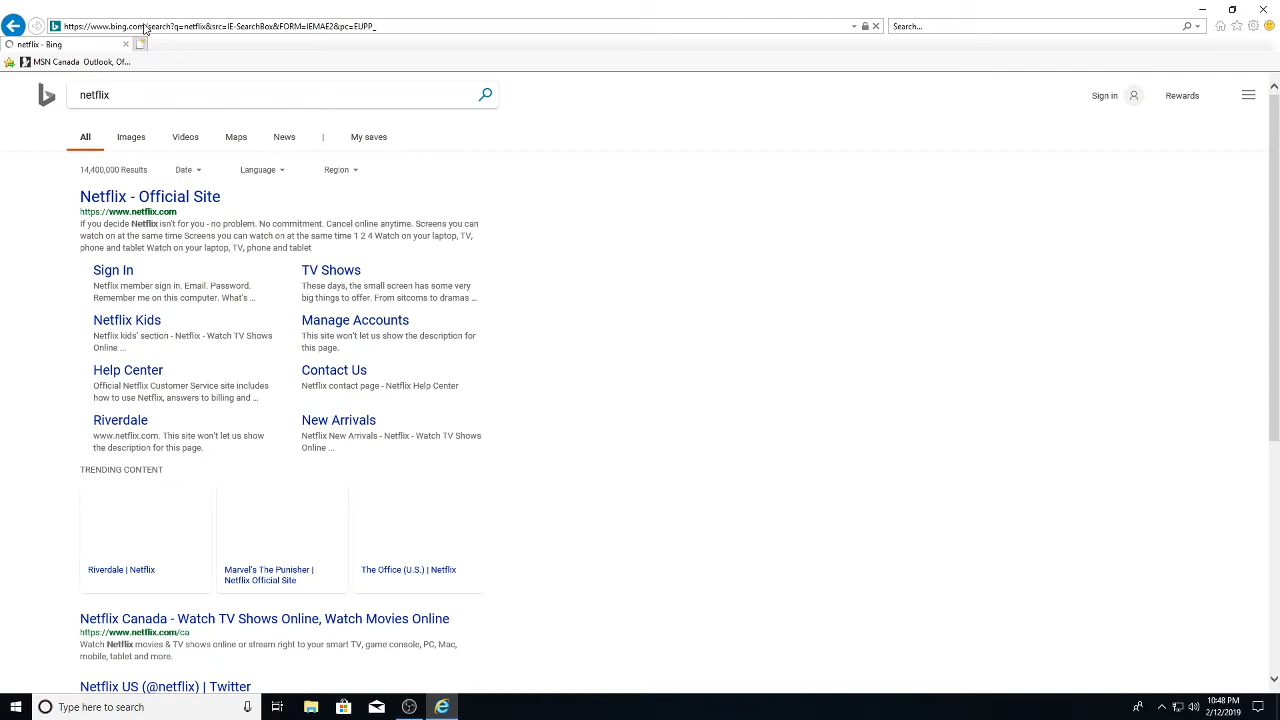 https://www.bing.com/search?q=netflix&src=IE-SearchBox&FORM=IEMAE2&pc=EUPP_
Search...
netflix - Bing
MSN Canada Outlook, Of...
netflix
Sign in
Rewards
All
Images
Videos
Maps
News
|
My saves
14,400,000 Results
Date
Language
Region
Netflix - Official Site
https://www.netflix.com
If you decide Netflix isn't for you - no problem. No commitment. Cancel online anytime. Screens you can
watch on at the same time Screens you can watch on at the same time 1 2 4 Watch on your laptop, TV,
phone and tablet Watch on your laptop, TV, phone and tablet
Sign In
Netflix member sign in. Email. Password.
Remember me on this computer. What's ...
TV Shows
These days, the small screen has some very
big things to offer. From sitcoms to dramas ...
Netflix Kids
Netflix kids' section - Netflix - Watch TV Shows
Online ...
Manage Accounts
This site won't let us show the description for
this page.
Help Center
Official Netflix Customer Service site includes
how to use Netflix, answers to billing and ...
Contact Us
Netflix contact page - Netflix Help Center
Riverdale
www.netflix.com. This site won't let us show
the description for this page.
New Arrivals
Netflix New Arrivals - Netflix - Watch TV Shows
Online ...
TRENDING CONTENT
Riverdale | Netflix
Marvel's The Punisher |
Netflix Official Site
The Office (U.S.) | Netflix
Netflix Canada - Watch TV Shows Online, Watch Movies Online
https://www.netflix.com/ca
Watch Netflix movies & TV shows online or stream right to your smart TV, game console, PC, Mac,
mobile, tablet and more.
Netflix US (@netflix) | Twitter
Type here to search
10:48 PM
2/12/2019